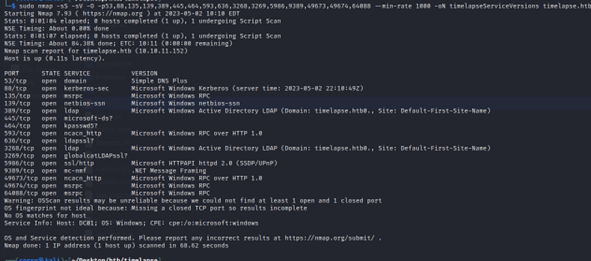 sudo nmap -sS -sV -O -p53,88,135,139,389,445,464,593,636,3268,3269,5986,9389,49673,49674,64088 --min-rate 1000 -oN timelapseServiceVersions timelapse.htb
Starting Nmap 7.93 ( https://nmap.org ) at 2023-05-02 10:10 EDT
Stats: 0:01:04 elapsed; 0 hosts completed (1 up), 1 undergoing Script Scan
NSE Timing: About 0.00% done
Stats: 0:01:07 elapsed; 0 hosts completed (1 up), 1 undergoing Script Scan
NSE Timing: About 84.38% done; ETC: 10:11 (0:00:00 remaining)
Nmap scan report for timelapse.htb (10.10.11.152)
Host is up (0.11s latency).
PORT STATE SERVICE VERSION
53/tcp open domain Simple DNS Plus
88/tcp open kerberos-sec Microsoft Windows Kerberos (server time: 2023-05-02 22:10:49Z)
135/tcp open msrpc Microsoft Windows RPC
139/tcp open netbios-ssn Microsoft Windows netbios-ssn
389/tcp open ldap Microsoft Windows Active Directory LDAP (Domain: timelapse.htb0., Site: Default-First-Site-Name)
445/tcp open microsoft-ds?
464/tcp open kpasswd5?
593/tcp open ncacn_http Microsoft Windows RPC over HTTP 1.0
636/tcp open ldapssl?
3268/tcp open ldap Microsoft Windows Active Directory LDAP (Domain: timelapse.htb0., Site: Default-First-Site-Name)
3269/tcp open globalcatLDAPssl?
5986/tcp open ssl/http Microsoft HTTPAPI httpd 2.0 (SSDP/UPnP)
9389/tcp open mc-nmf .NET Message Framing
49673/tcp open ncacn_http Microsoft Windows RPC over HTTP 1.0
49674/tcp open msrpc Microsoft Windows RPC
64088/tcp open msrpc Microsoft Windows RPC
Warning: OSScan results may be unreliable because we could not find at least 1 open and 1 closed port
OS fingerprint not ideal because: Missing a closed TCP port so results incomplete
No OS matches for host
Service Info: Host: DC01; OS: Windows; CPE: cpe:/o:microsoft:windows
OS and Service detection performed. Please report any incorrect results at https://nmap.org/submit/ .
Nmap done: 1 IP address (1 host up) scanned in 68.62 seconds
[~/Desktop/htb/timelapse]